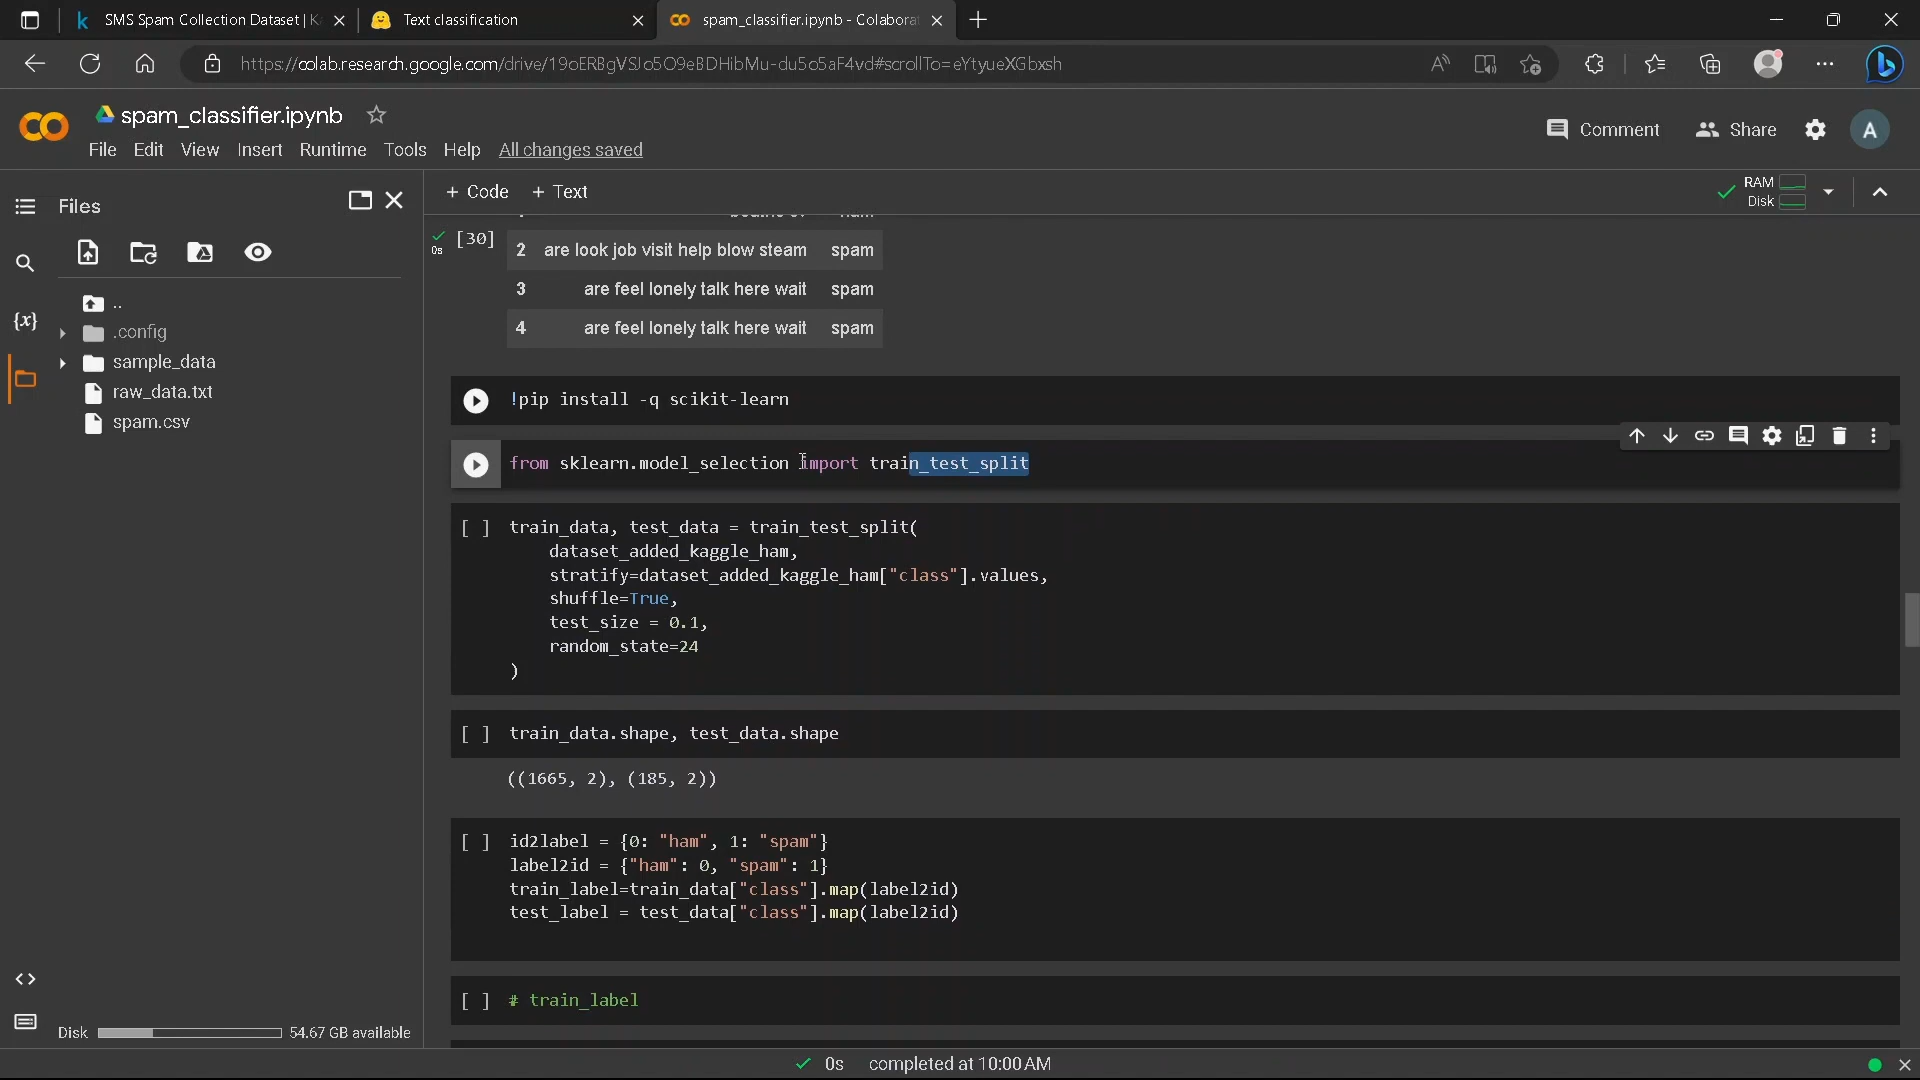 SMS Spam Collection Dataset | K
Text classification
spam_classifier.ipynb - Colabora
https://colab.research.google.com/drive/19oERBgVSJo5O9eBDHibMu-du5o5aF4vd#scrollTo=eYtyueXGbxsh
spam_classifier.ipynb
File Edit View Insert Runtime Tools Help All changes saved
Comment
Share
A
Files
+ Code + Text
RAM
Disk
..
.config
sample_data
raw_data.txt
spam.csv
Disk 54.67 GB available
0s
[30]
2 are look job visit help blow steam spam
3 are feel lonely talk here wait spam
4 are feel lonely talk here wait spam
!pip install -q scikit-learn
from sklearn.model_selection import train_test_split
[ ] train_data, test_data = train_test_split(
dataset_added_kaggle_ham,
stratify=dataset_added_kaggle_ham["class"].values,
shuffle=True,
test_size = 0.1,
random_state=24
)
[ ] train_data.shape, test_data.shape
((1665, 2), (185, 2))
[ ] id2label = {0: "ham", 1: "spam"}
label2id = {"ham": 0, "spam": 1}
train_label=train_data["class"].map(label2id)
test_label = test_data["class"].map(label2id)
[ ] # train_label
0s completed at 10:00 AM